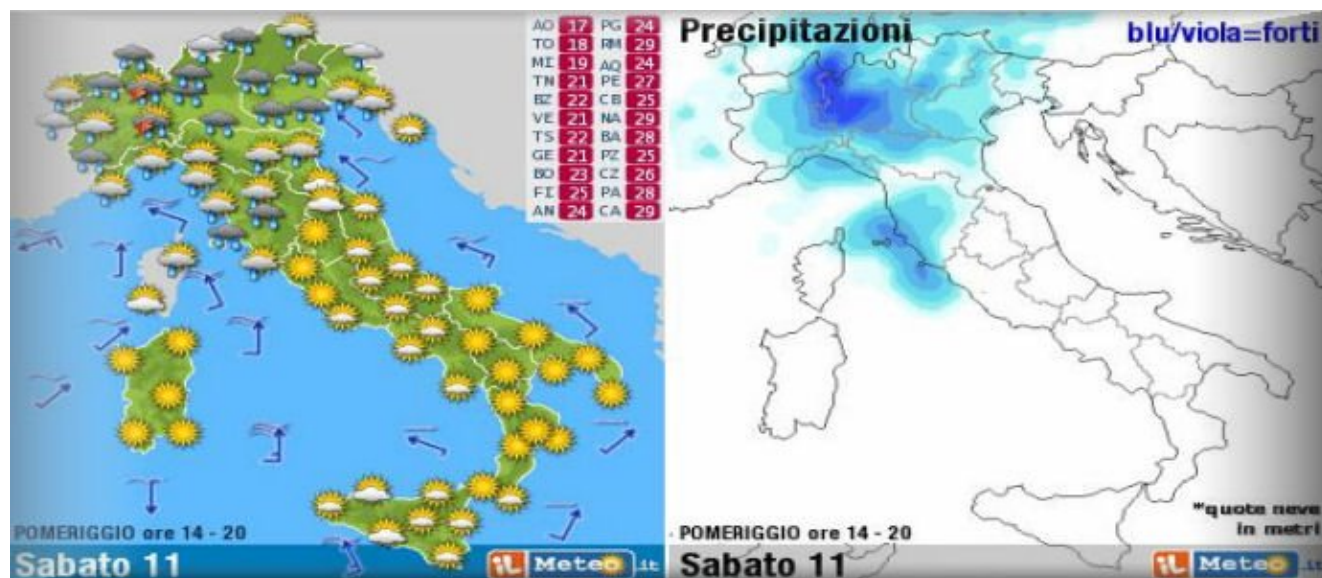 AO 17 PG 24
TO 18 RM 29
MI 19 AQ 24
TN 21 PE 27
BZ 22 CB 25
VE 21 NA 29
TS 22 BA 28
GE 21 PZ 25
BO 23 CZ 26
FI 25 PA 28
AN 24 CA 29
POMERIGGIO ore 14 - 20
Sabato 11
iL Meteo.it
Precipitazioni
blu/viola=forti
*quote neve
in metri
POMERIGGIO ore 14 - 20
Sabato 11
iL Meteo.it